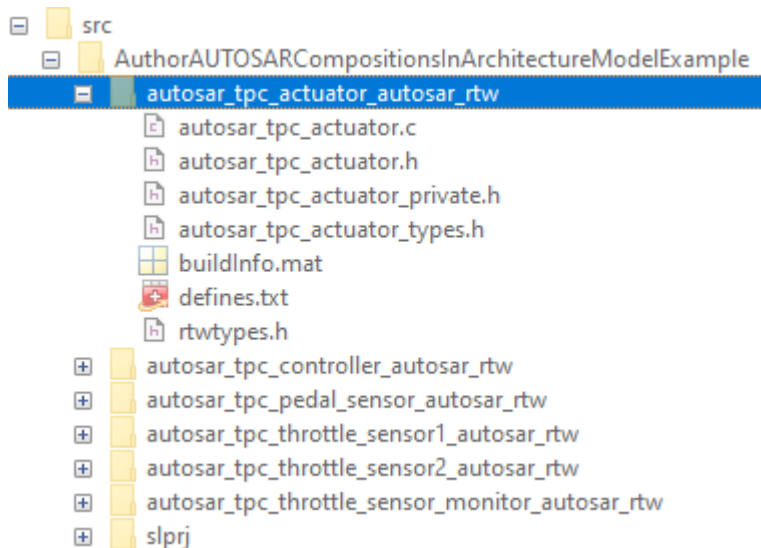 src
AuthorAUTOSARCompositionsInArchitectureModelExample
autosar_tpc_actuator_autosar_rtw
autosar_tpc_actuator.c
autosar_tpc_actuator.h
autosar_tpc_actuator_private.h
autosar_tpc_actuator_types.h
buildInfo.mat
defines.txt
rtwtypes.h
autosar_tpc_controller_autosar_rtw
autosar_tpc_pedal_sensor_autosar_rtw
autosar_tpc_throttle_sensor1_autosar_rtw
autosar_tpc_throttle_sensor2_autosar_rtw
autosar_tpc_throttle_sensor_monitor_autosar_rtw
slprj